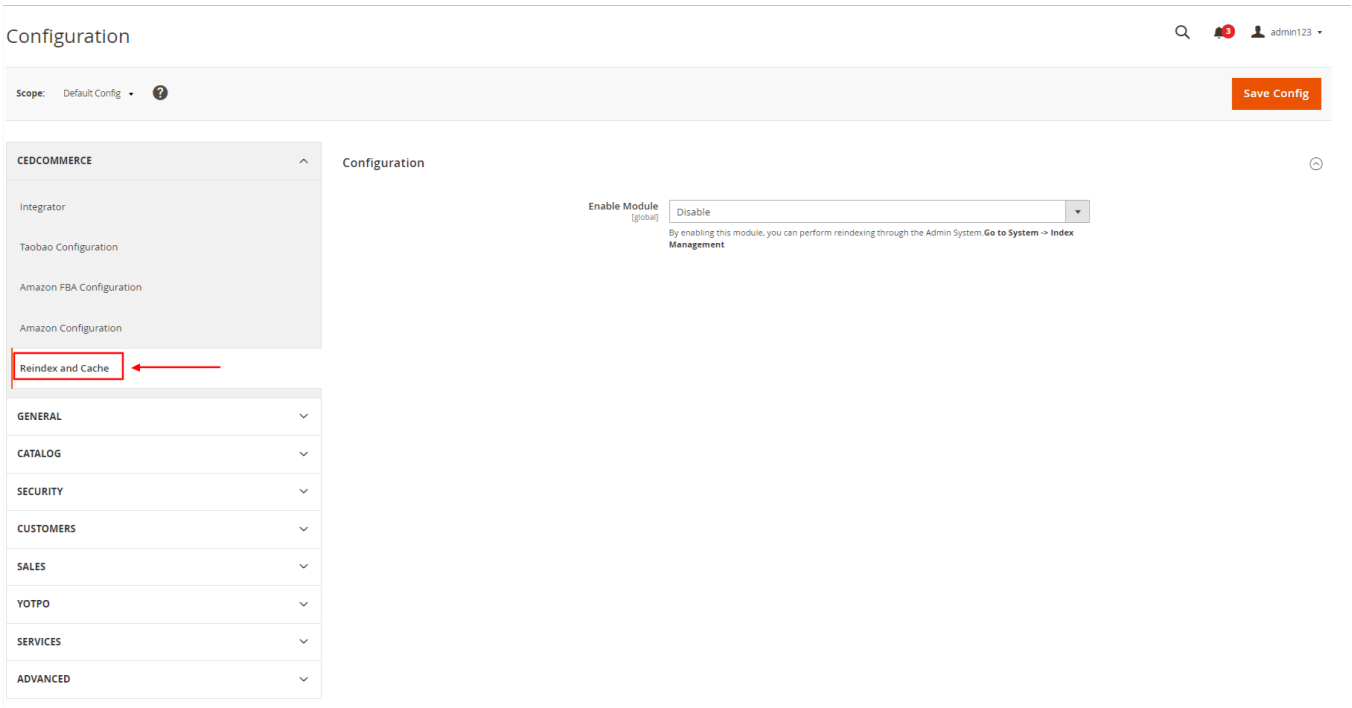 Configuration
3
admin123
Scope: Default Config ?
Save Config
CEDCOMMERCE
Integrator
Taobao Configuration
Amazon FBA Configuration
Amazon Configuration
Reindex and Cache
GENERAL
CATALOG
SECURITY
CUSTOMERS
SALES
YOTPO
SERVICES
ADVANCED
Configuration
Enable Module
[global]
Disable
By enabling this module, you can perform reindexing through the Admin System.Go to System -> Index
Management